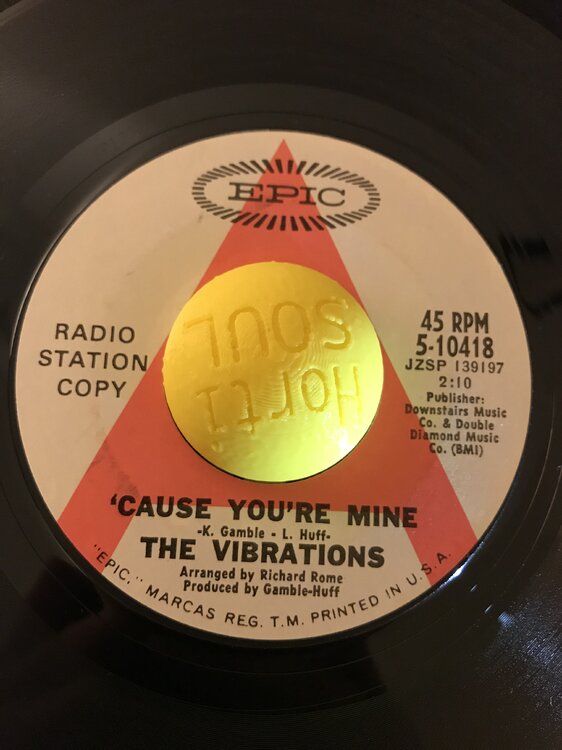 EPIC
RADIO
STATION
COPY
45 RPM
5-10418
JZSP 139197
2:10
Publisher:
Downstairs Music
Co. & Double
Diamond Music
Co. (BMI)
Horti
SOUL
'CAUSE YOU'RE MINE
-K. Gamble - L. Huff-
THE VIBRATIONS
Arranged by Richard Rome
Produced by Gamble-Huff
"EPIC," MARCAS REG. T.M. PRINTED IN U.S.A.